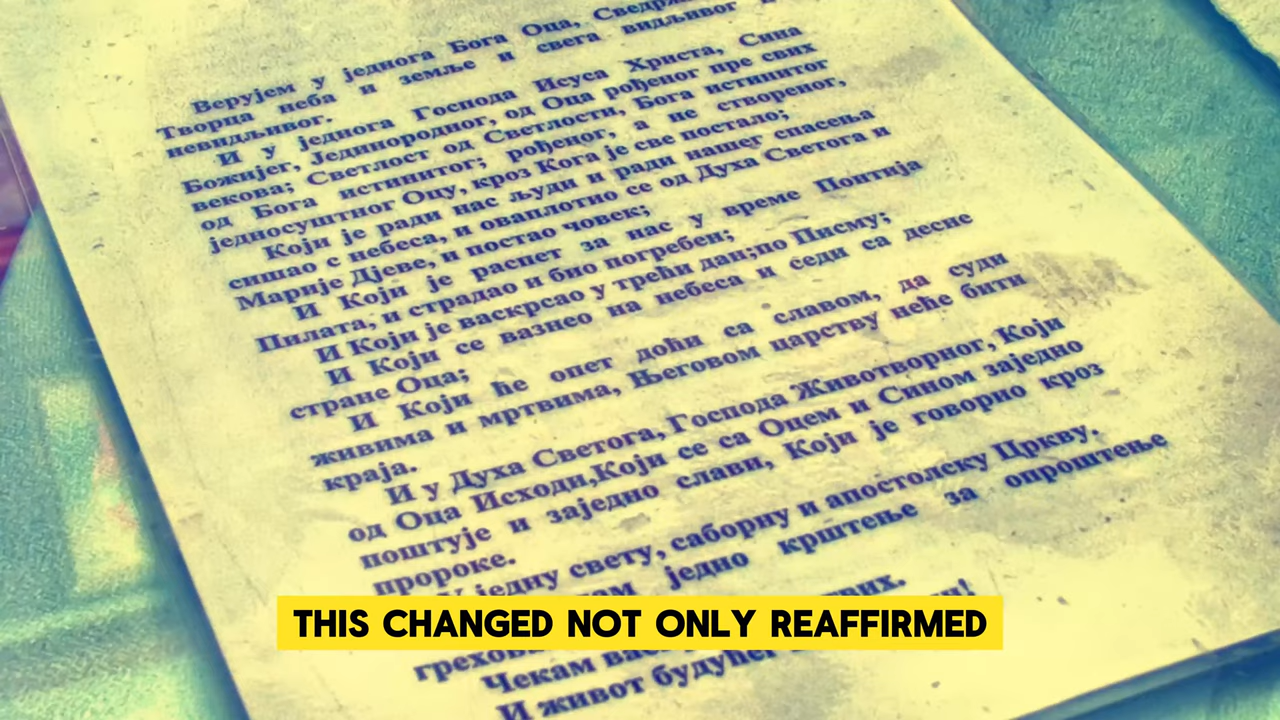 Верујем у једнога Бога Оца,
Творца неба и земље и свега видљивог и
невидљивог.
И у једнога Господа Исуса Христа, Сина
Божијег, Јединородног, од Оца рођеног пре свих
векова; Светлост од Светлости, Бога истинитог
од Бога истинитог; рођеног, а не створеног,
једносуштног Оцу, кроз Кога је све постало;
Који је ради нас људи и ради нашег спасења
сишао с небеса, и оваплотио се од Духа Светога и
Марије Дјеве, и постао човек;
И Који је распет за нас у време Понтија
Пилата, и страдао и био погребен;
И Који је васкрсао у трећи дан;по Писму;
И Који се вазнео на небеса и седи са десне
стране Оца;
И Који ће опет доћи са славом, да суди
живима и мртвима, Његовом царству неће бити
краја.
И у Духа Светога, Господа Животворног, Који
од Оца Исходи,Који се са Оцем и Сином заједно
поштује и заједно слави, Који је говорио кроз
пророке.
једну свету, саборну и апостолску Цркву.
једно крштење за опроштење
THIS CHANGED NOT ONLY REAFFIRMED
Чекам
И живот будућег